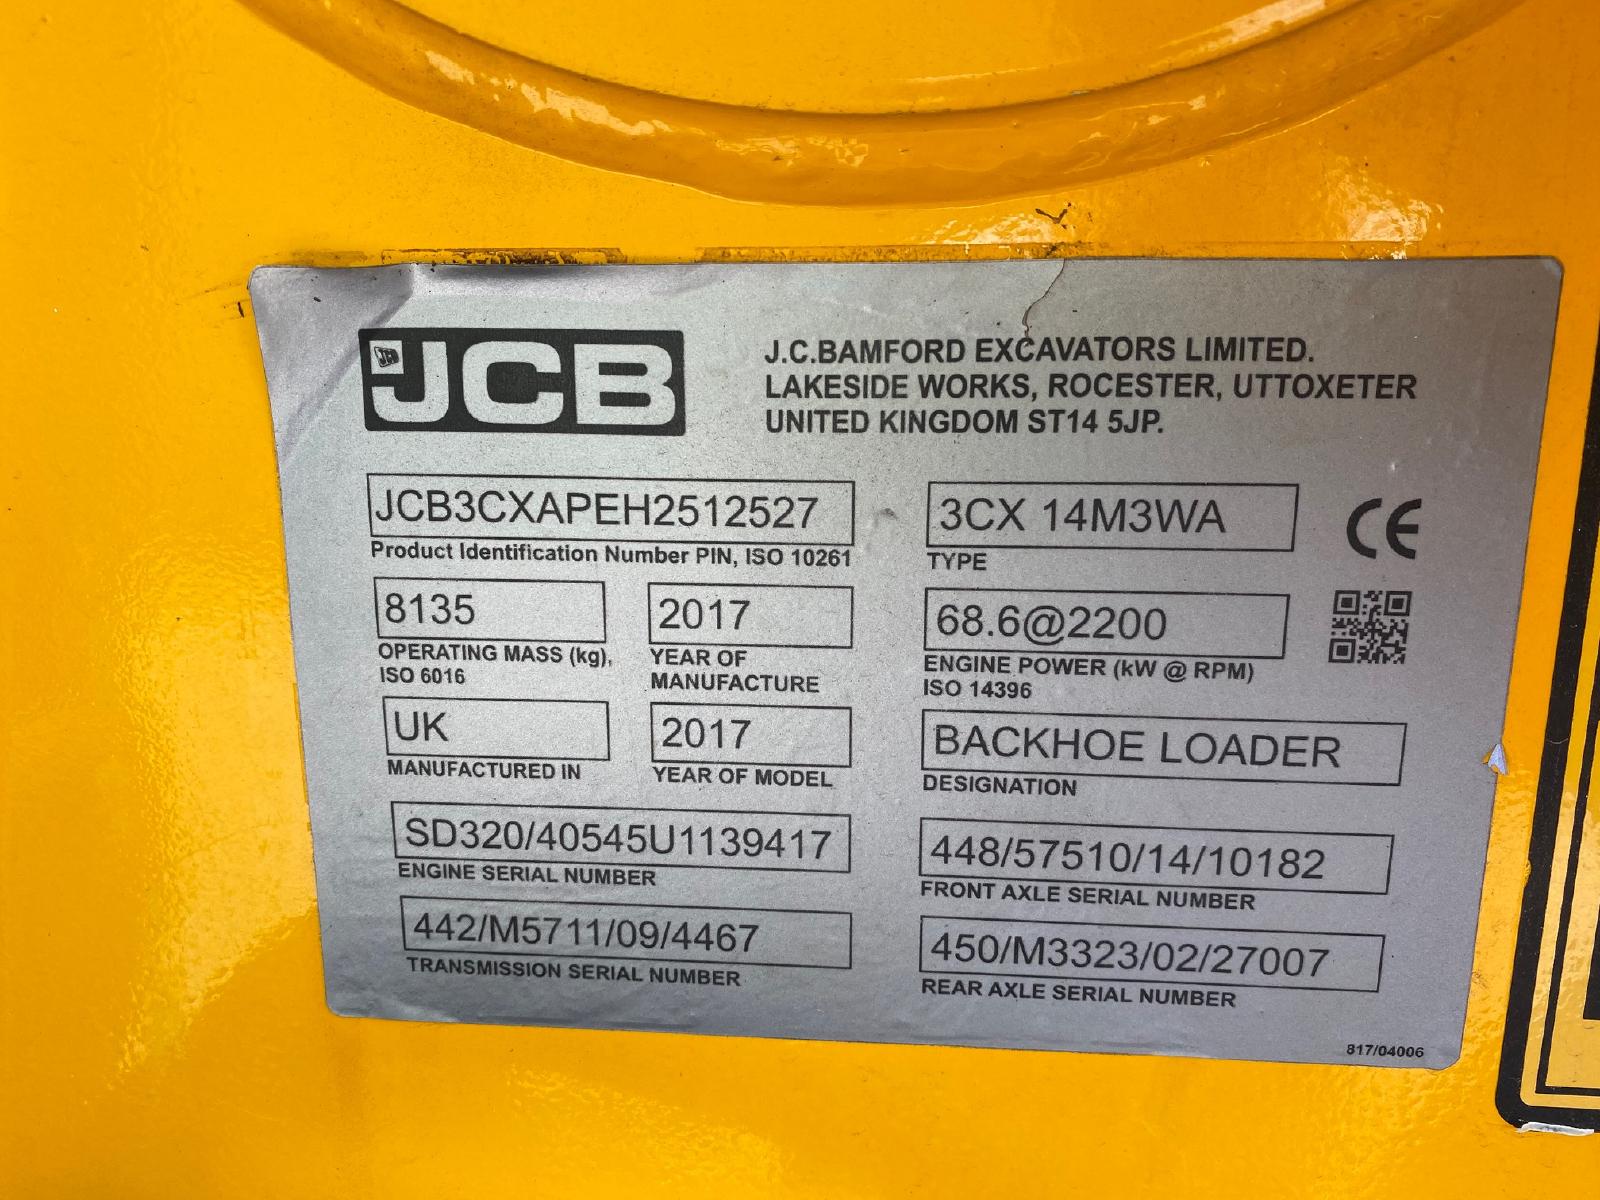 JCB
J.C.BAMFORD EXCAVATORS LIMITED.
LAKESIDE WORKS, ROCESTER, UTTOXETER
UNITED KINGDOM ST14 5JP.
JCB3CXAPEH2512527
Product Identification Number PIN, ISO 10261
3CX 14M3WA
TYPE
CE
8135
OPERATING MASS (kg),
ISO 6016
2017
YEAR OF
MANUFACTURE
68.6@2200
ENGINE POWER (kW @ RPM)
ISO 14396
UK
MANUFACTURED IN
2017
YEAR OF MODEL
BACKHOE LOADER
DESIGNATION
SD320/40545U1139417
ENGINE SERIAL NUMBER
448/57510/14/10182
FRONT AXLE SERIAL NUMBER
442/M5711/09/4467
TRANSMISSION SERIAL NUMBER
450/M3323/02/27007
REAR AXLE SERIAL NUMBER
817/04006